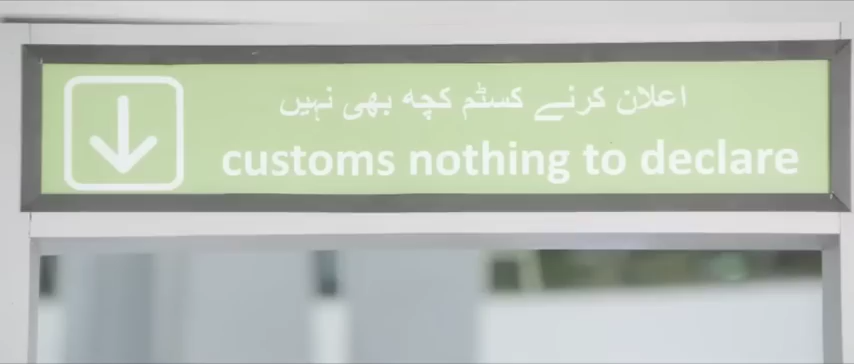 اعلان کرنے کسٹم کچھ بھی نہیں
customs nothing to declare